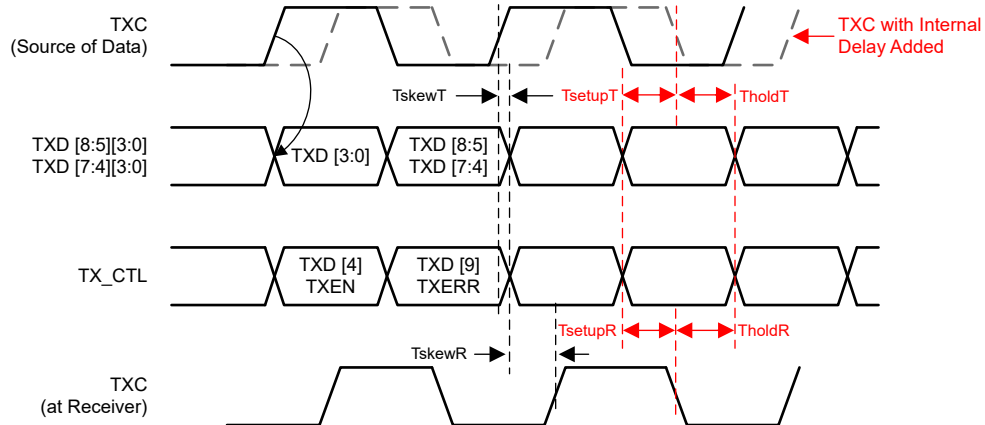 TXC
(Source of Data)
TXC with Internal
Delay Added
TskewT
TsetupT
TholdT
TXD [8:5][3:0]
TXD [7:4][3:0]
TXD [3:0]
TXD [8:5]
TXD [7:4]
TX_CTL
TXD [4]
TXEN
TXD [9]
TXERR
TsetupR
TholdR
TskewR
TXC
(at Receiver)